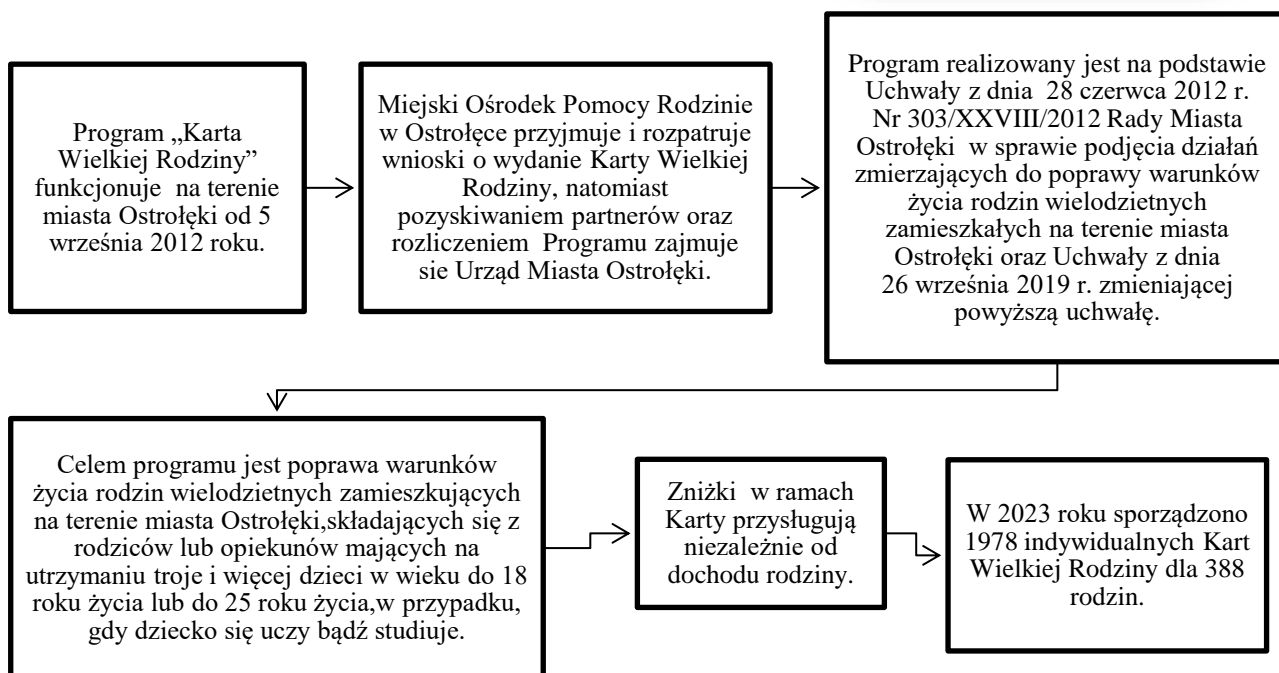 Program „Karta
Wielkiej Rodziny”
funkcjonuje na terenie
miasta Ostrołęki od 5
września 2012 roku.
Miejski Ośrodek Pomocy Rodzinie
w Ostrołęce przyjmuje i rozpatruje
wnioski o wydanie Karty Wielkiej
Rodziny, natomiast
pozyskiwaniem partnerów oraz
rozliczeniem Programu zajmuje
sie Urząd Miasta Ostrołęki.
Program realizowany jest na podstawie
Uchwały z dnia 28 czerwca 2012 r.
Nr 303/XXVIII/2012 Rady Miasta
Ostrołęki w sprawie podjęcia działań
zmierzających do poprawy warunków
życia rodzin wielodzietnych
zamieszkałych na terenie miasta
Ostrołęki oraz Uchwały z dnia
26 września 2019 r. zmieniającej
powyższą uchwałę.
Celem programu jest poprawa warunków
życia rodzin wielodzietnych zamieszkujących
na terenie miasta Ostrołęki,składających się z
rodziców lub opiekunów mających na
utrzymaniu troje i więcej dzieci w wieku do 18
roku życia lub do 25 roku życia,w przypadku,
gdy dziecko się uczy bądź studiuje.
Zniżki w ramach
Karty przysługują
niezależnie od
dochodu rodziny.
W 2023 roku sporządzono
1978 indywidualnych Kart
Wielkiej Rodziny dla 388
rodzin.